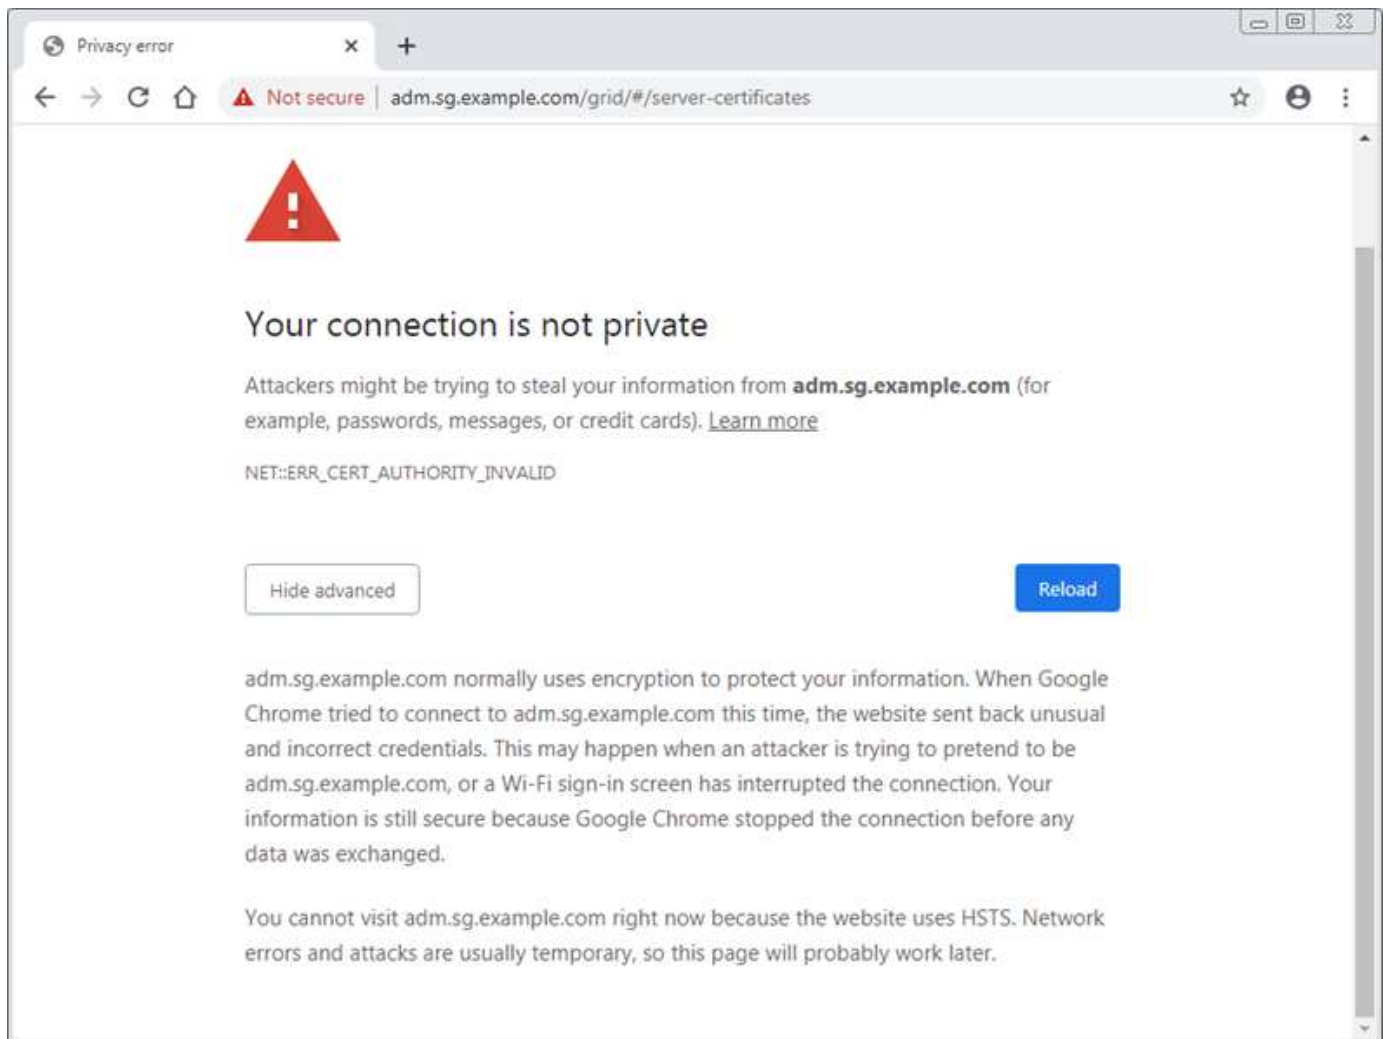 Privacy error
Not secure adm.sg.example.com/grid/#/server-certificates
Your connection is not private
Attackers might be trying to steal your information from adm.sg.example.com (for
example, passwords, messages, or credit cards). Learn more
NET::ERR_CERT_AUTHORITY_INVALID
Hide advanced
Reload
adm.sg.example.com normally uses encryption to protect your information. When Google
Chrome tried to connect to adm.sg.example.com this time, the website sent back unusual
and incorrect credentials. This may happen when an attacker is trying to pretend to be
adm.sg.example.com, or a Wi-Fi sign-in screen has interrupted the connection. Your
information is still secure because Google Chrome stopped the connection before any
data was exchanged.
You cannot visit adm.sg.example.com right now because the website uses HSTS. Network
errors and attacks are usually temporary, so this page will probably work later.